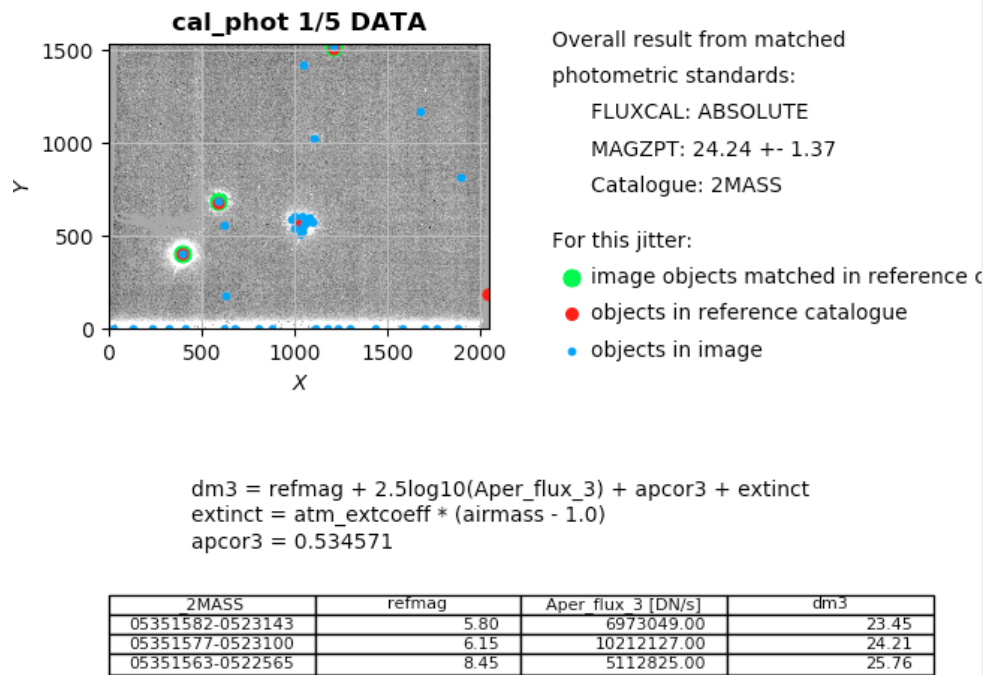 cal_phot 1/5 DATA
1500
1000
500
0
Y
0 500 1000 1500 2000
X
Overall result from matched
photometric standards:
FLUXCAL: ABSOLUTE
MAGZPT: 24.24 +- 1.37
Catalogue: 2MASS
For this jitter:
image objects matched in reference c
objects in reference catalogue
objects in image
dm3 = refmag + 2.5log10(Aper_flux_3) + apcor3 + extinct
extinct = atm_extcoeff * (airmass - 1.0)
apcor3 = 0.534571
2MASS refmag Aper_flux_3 [DN/s] dm3
05351582-0523143 5.80 6973049.00 23.45
05351577-0523100 6.15 10212127.00 24.21
05351563-0522565 8.45 5112825.00 25.76